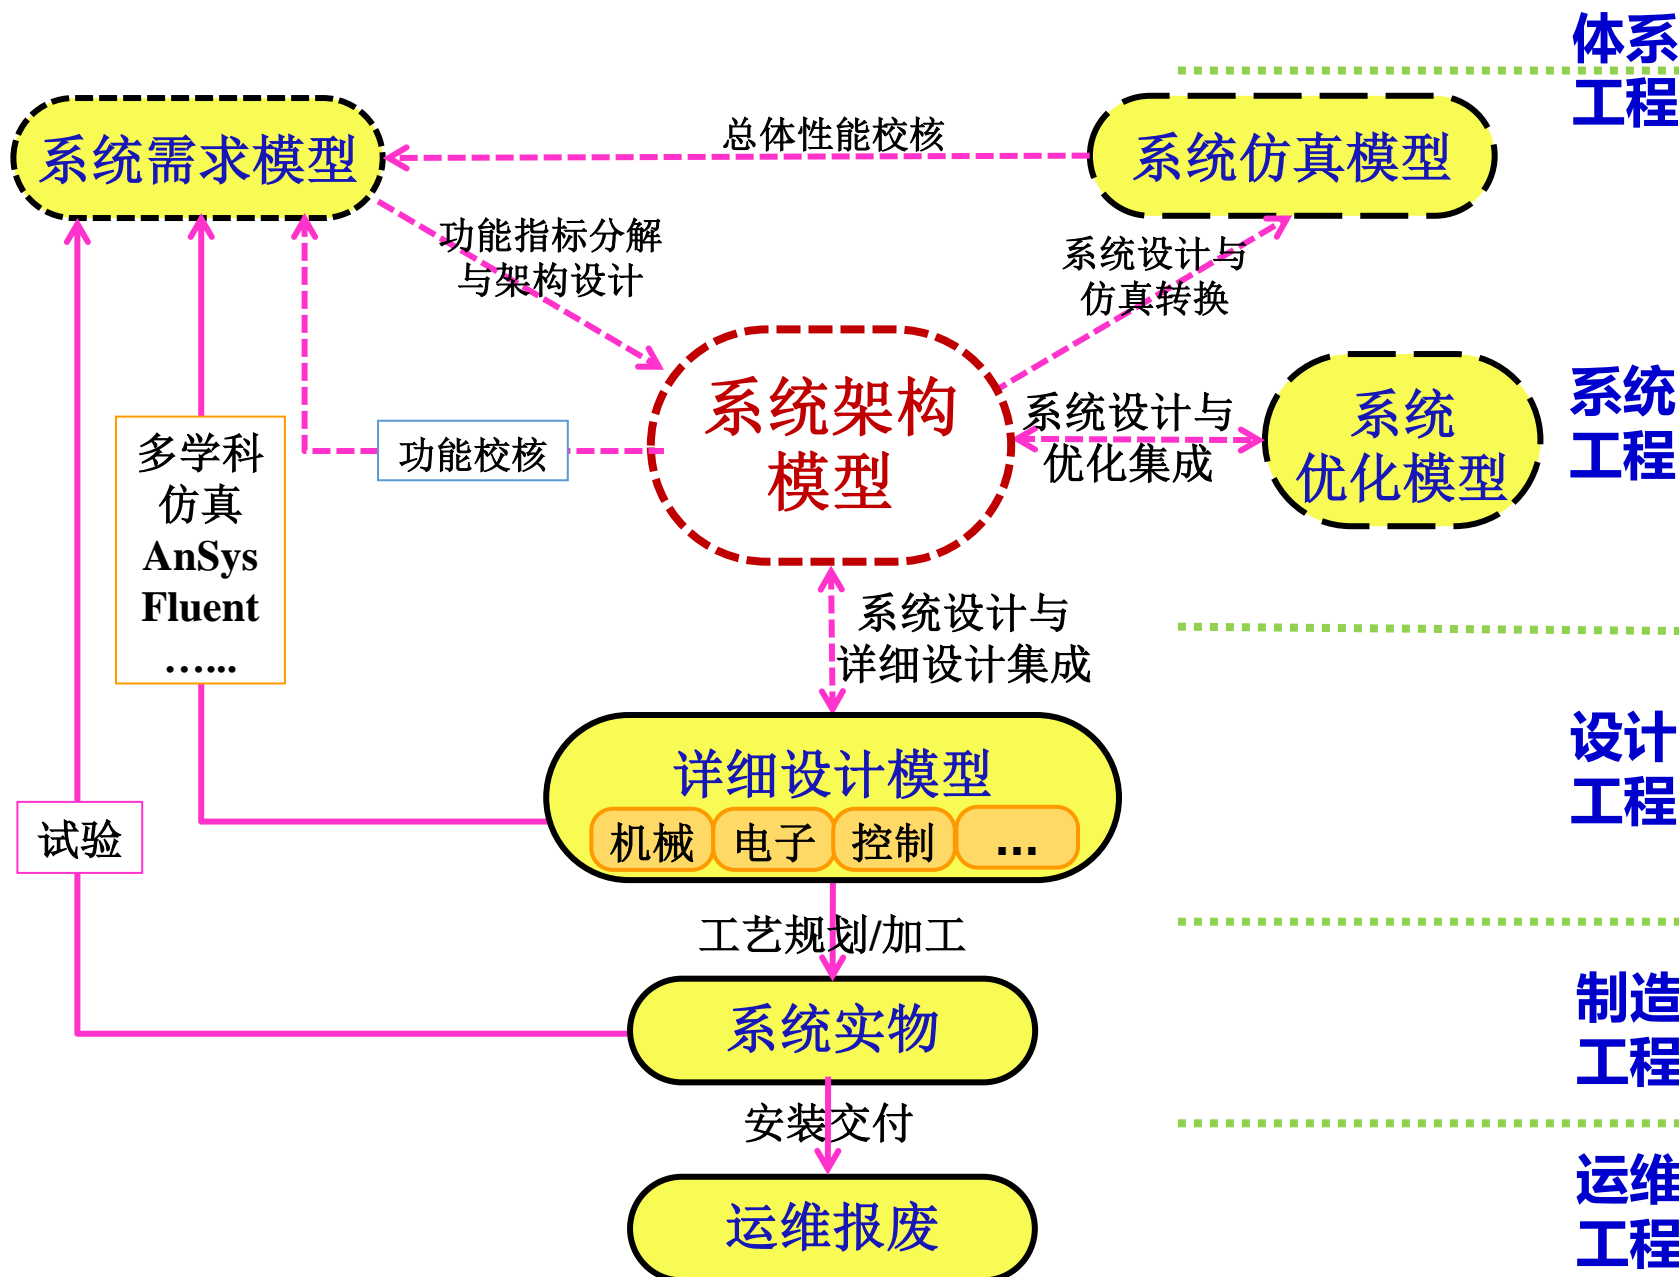 体系
工程
系统需求模型
总体性能校核
系统仿真模型
功能指标分解
与架构设计
系统设计与
仿真转换
系统架构
模型
系统设计与
优化集成
系统
优化模型
系统
工程
功能校核
多学科
仿真
AnSys
Fluent
…...
系统设计与
详细设计集成
详细设计模型
机械
电子
控制
...
设计
工程
试验
工艺规划/加工
系统实物
制造
工程
安装交付
运维报废
运维
工程